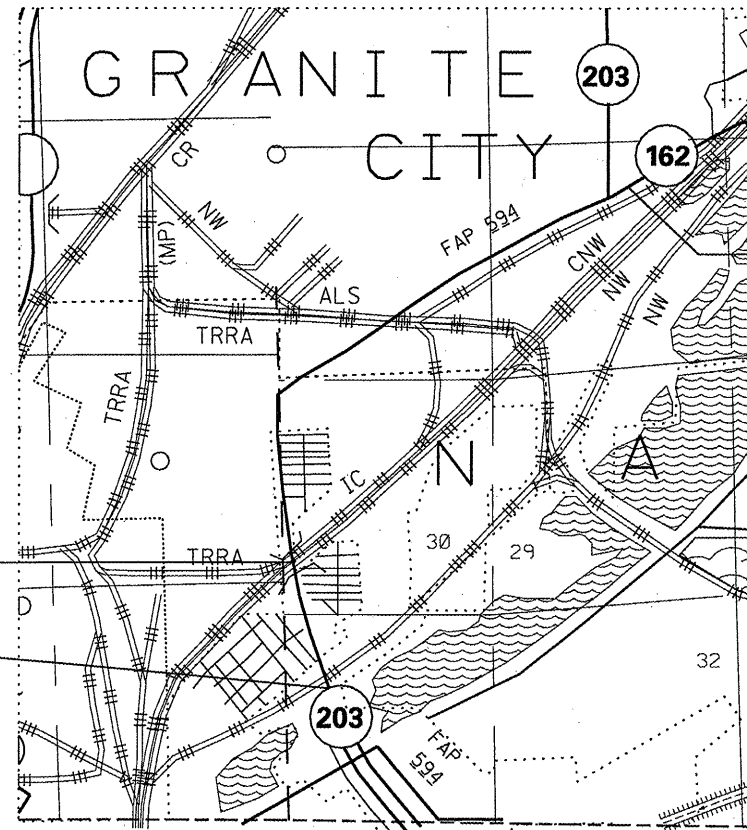 GRANITE
203
CITY
162
CR
NW
(MP)
FAP 594
CNW
NW
NW
ALS
TRRA
TRRA
IC
N A
30
29
TRRA
32
203
FAP
594